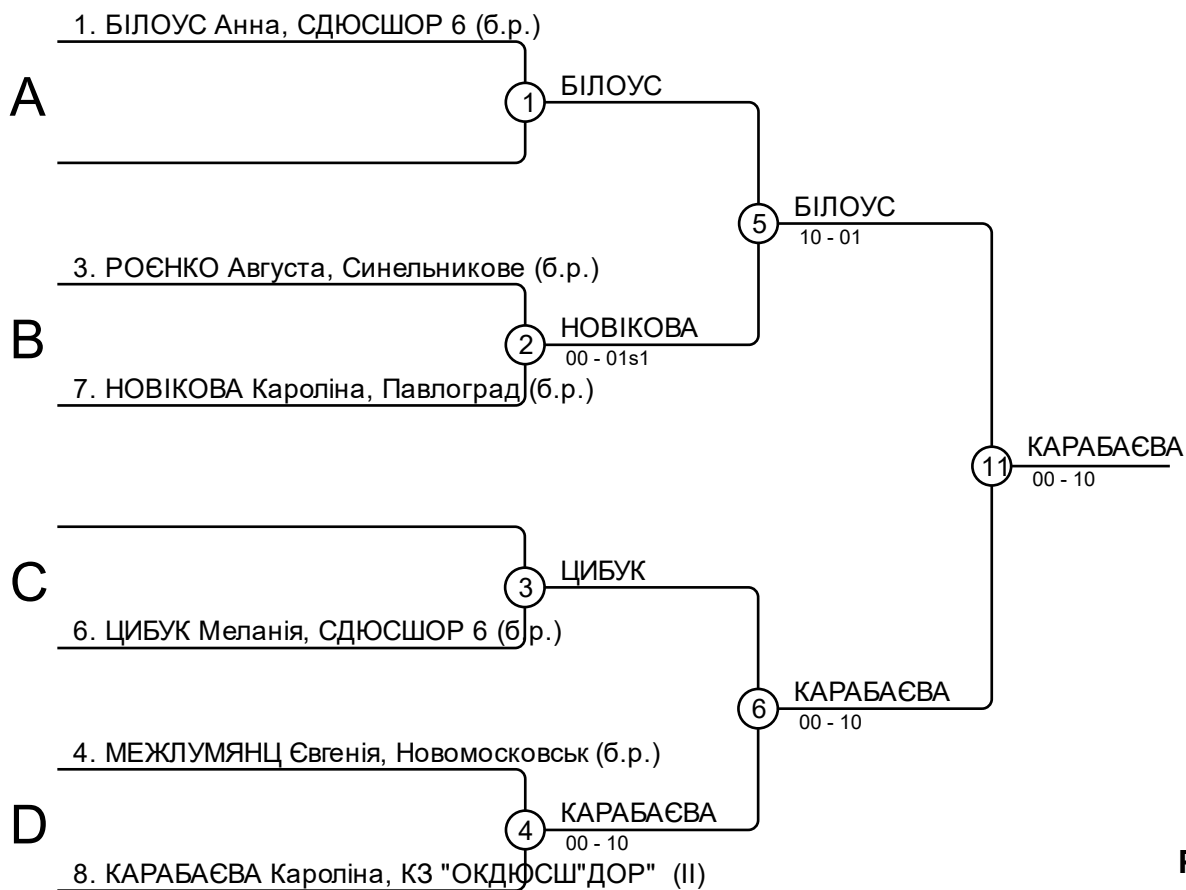 1. БІЛОУС Анна, СДЮСШОР 6 (б.р.)
A
1
БІЛОУС
5
БІЛОУС
10 - 01
3. РОЄНКО Августа, Синельникове (б.р.)
B
2
НОВІКОВА
00 - 01s1
7. НОВІКОВА Кароліна, Павлоград (б.р.)
11
КАРАБАЄВА
00 - 10
C
3
ЦИБУК
6. ЦИБУК Меланія, СДЮСШОР 6 (б.р.)
6
КАРАБАЄВА
00 - 10
4. МЕЖЛУМЯНЦ Євгенія, Новомосковськ (б.р.)
D
4
КАРАБАЄВА
00 - 10
8. КАРАБАЄВА Кароліна, КЗ "ОКДЮСШ"ДОР" (II)